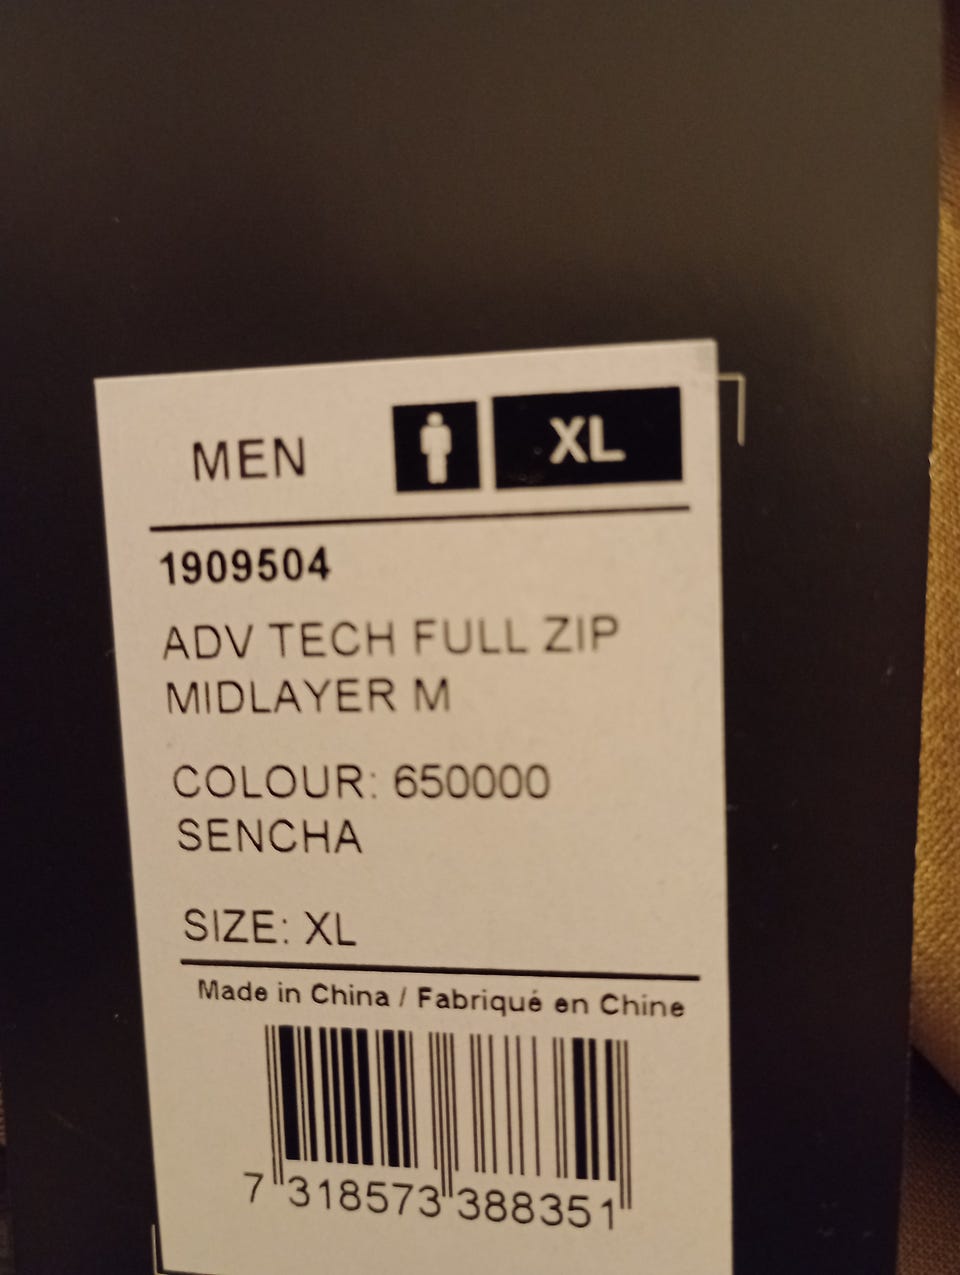 MEN
XL
1909504
ADV TECH FULL ZIP
MIDLAYER M
COLOUR: 650000
SENCHA
SIZE: XL
Made in China / Fabriqué en Chine
7 318573 388351